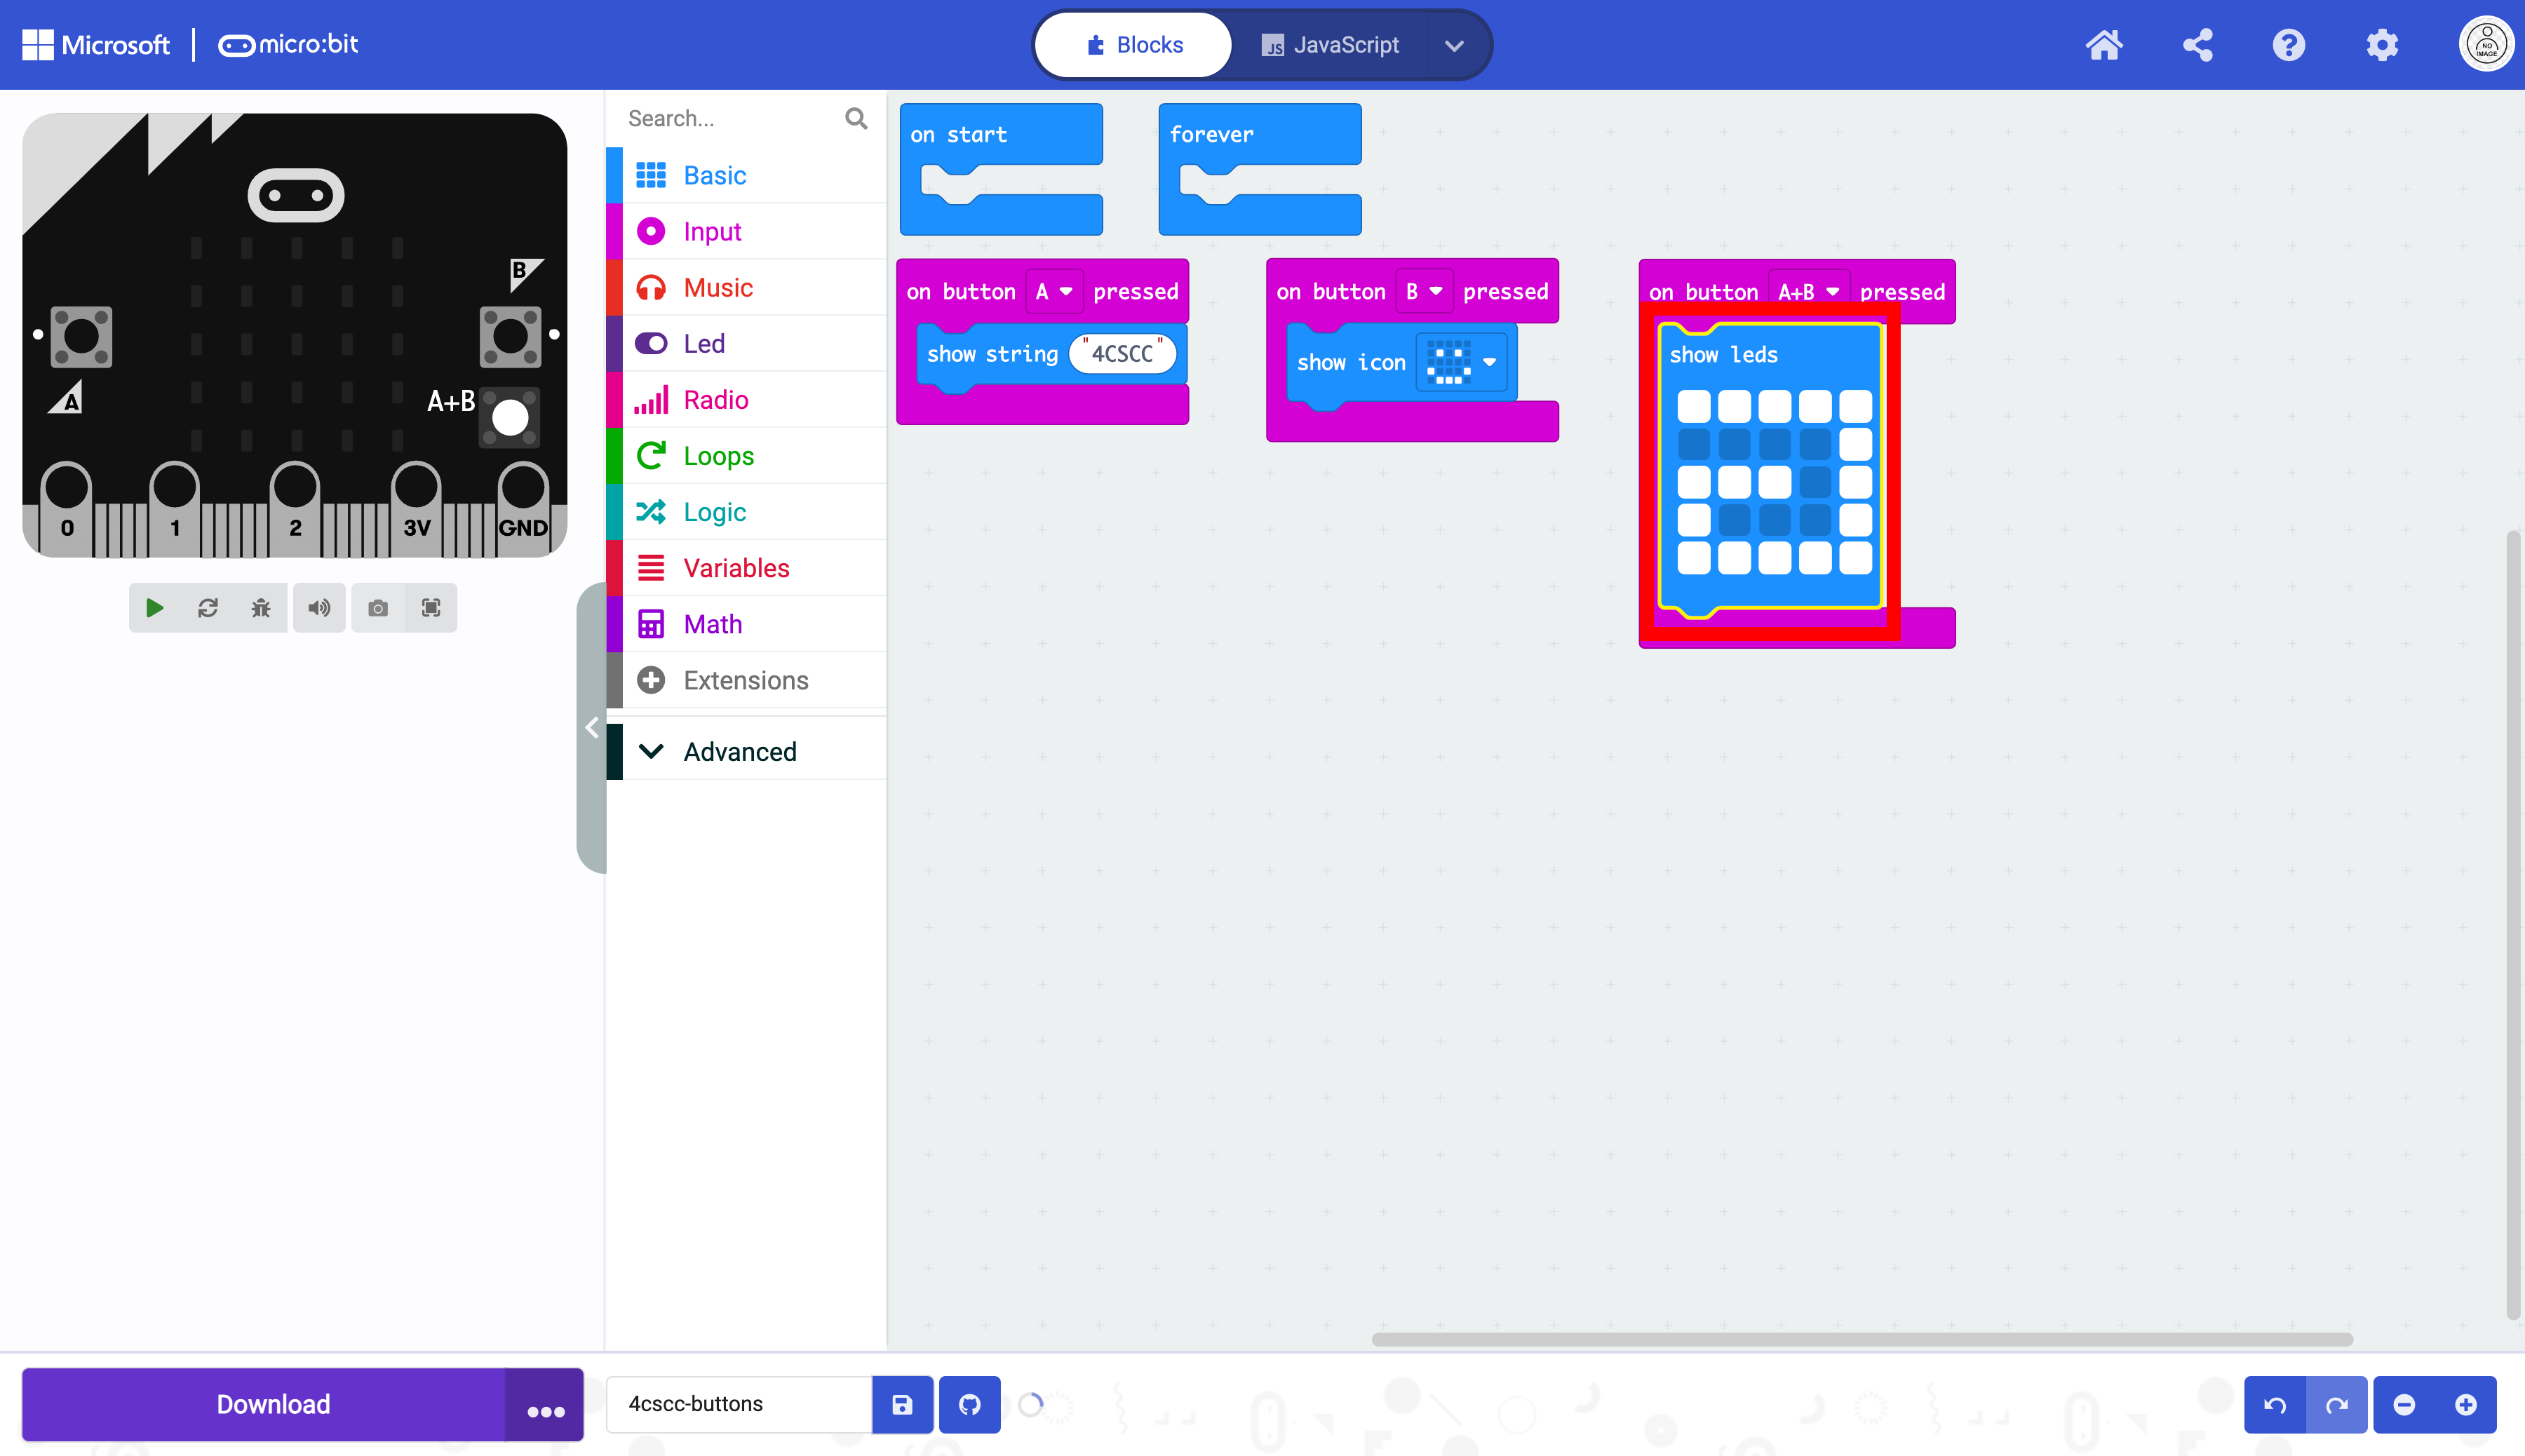 Microsoft | micro:bit
Blocks
JavaScript
NO IMAGE
B
A
A+B
0 1 2 3V GND
Search...
Basic
Input
Music
Led
Radio
Loops
Logic
Variables
Math
Extensions
Advanced
on start
forever
on button A pressed
show string "4CSCC"
on button B pressed
show icon
on button A+B pressed
show leds
Download
4cscc-buttons